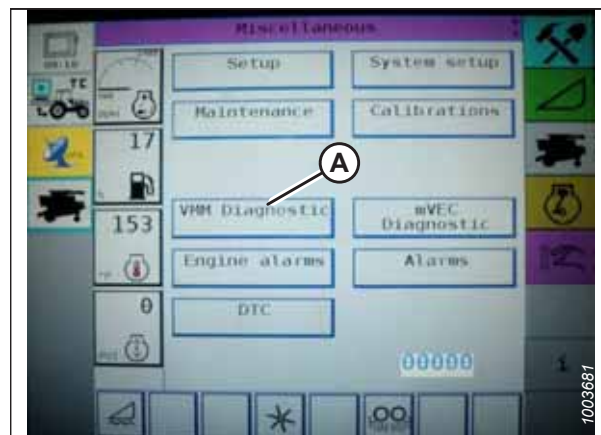 Miscellaneous
TC
Setup
System setup
Maintenance
Calibrations
17
A
VMM Diagnostic
mVEC
Diagnostic
153
Engine alarms
Alarms
0
DTC
00000
i
1003681